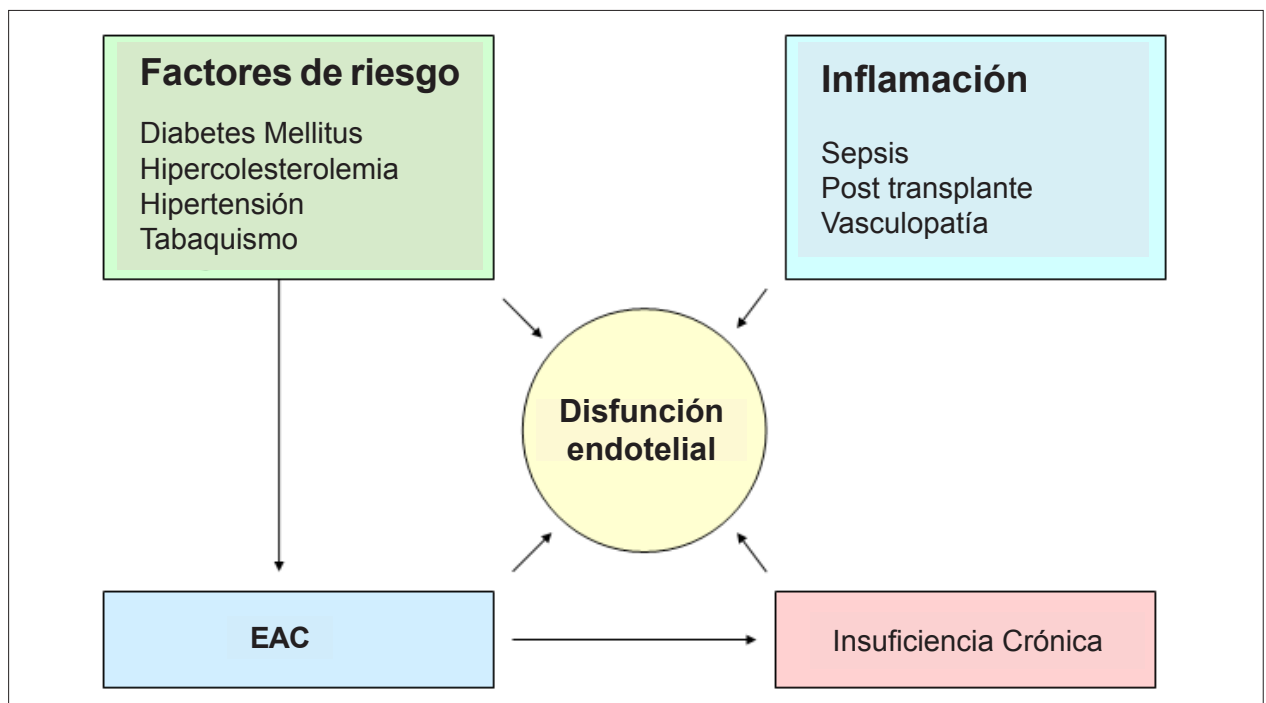 Factores de riesgo
Diabetes Mellitus
Hipercolesterolemia
Hipertensión
Tabaquismo
Inflamación
Sepsis
Post transplante
Vasculopatía
Disfunción
endotelial
EAC
Insuficiencia Crónica